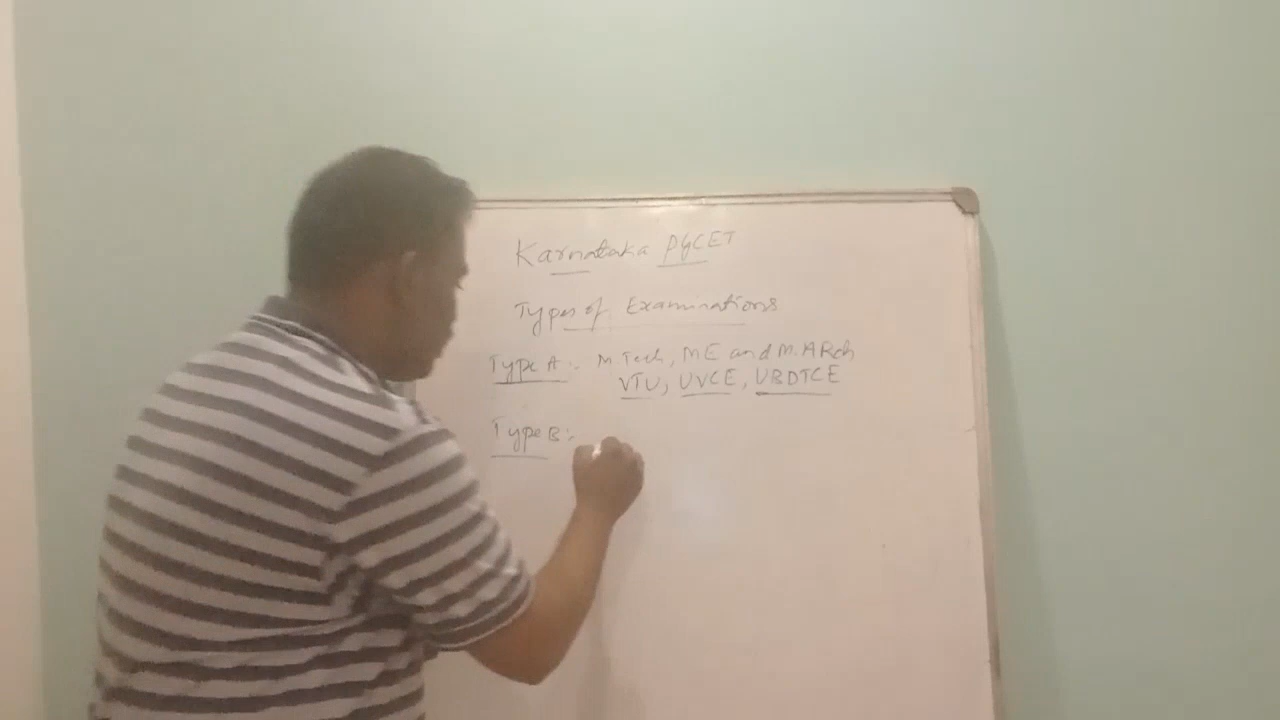 Karnataka PGCET
Types of Examinations
Type A:- M.Tech, ME and M.ARch
VTU, UVCE, UBDTCE
Type B:-